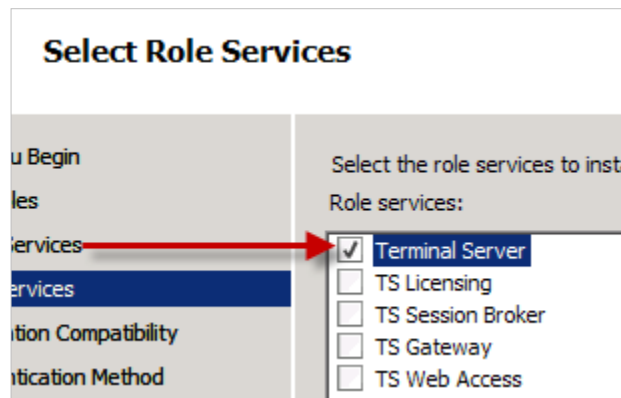 Select Role Services
u Begin
les
Services
ervices
tion Compatibility
ntication Method
Select the role services to inst
Role services:
Terminal Server
TS Licensing
TS Session Broker
TS Gateway
TS Web Access